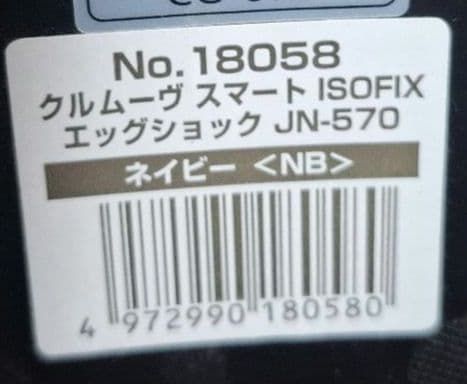 No.18058
クルムーヴ スマート ISOFIX
エッグショック JN-570
ネイビー <NB>
4 972990 180580